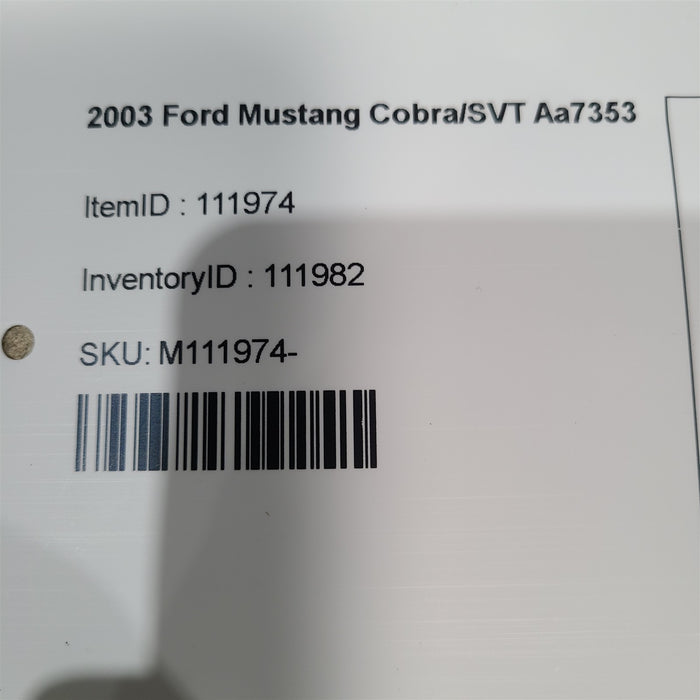 2003 Ford Mustang Cobra/SVT Aa7353
ItemID : 111974
InventoryID : 111982
SKU: M111974-